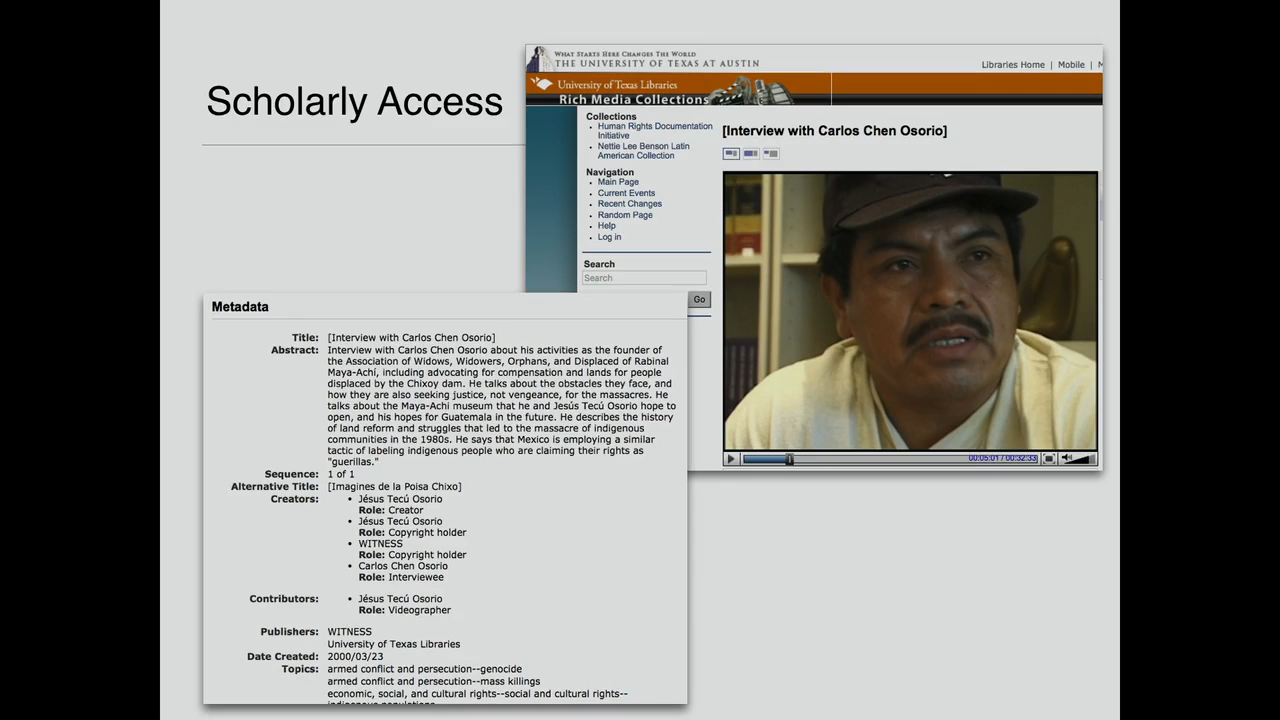 Scholarly Access
WHAT STARTS HERE CHANGES THE WORLD
THE UNIVERSITY OF TEXAS AT AUSTIN
Libraries Home | Mobile | M
University of Texas Libraries
Rich Media Collections
Collections
• Human Rights Documentation
Initiative
• Nettie Lee Benson Latin
American Collection
Navigation
• Main Page
• Current Events
• Recent Changes
• Random Page
• Help
• Log in
Search
Search
Go
[Interview with Carlos Chen Osorio]
00:05:01 / 00:32:33
Metadata
Title: [Interview with Carlos Chen Osorio]
Abstract: Interview with Carlos Chen Osorio about his activities as the founder of
the Association of Widows, Widowers, Orphans, and Displaced of Rabinal
Maya-Achí, including advocating for compensation and lands for people
displaced by the Chixoy dam. He talks about the obstacles they face, and
how they are also seeking justice, not vengeance, for the massacres. He
talks about the Maya-Achi museum that he and Jesús Tecú Osorio hope to
open, and his hopes for Guatemala in the future. He describes the history
of land reform and struggles that led to the massacre of indigenous
communities in the 1980s. He says that Mexico is employing a similar
tactic of labeling indigenous people who are claiming their rights as
"guerillas."
Sequence: 1 of 1
Alternative Title: [Imagines de la Poisa Chixo]
Creators: • Jésus Tecú Osorio
Role: Creator
• Jésus Tecú Osorio
Role: Copyright holder
• WITNESS
Role: Copyright holder
• Carlos Chen Osorio
Role: Interviewee
Contributors: • Jésus Tecú Osorio
Role: Videographer
Publishers: WITNESS
University of Texas Libraries
Date Created: 2000/03/23
Topics: armed conflict and persecution--genocide
armed conflict and persecution--mass killings
economic, social, and cultural rights--social and cultural rights--
indigenous populations